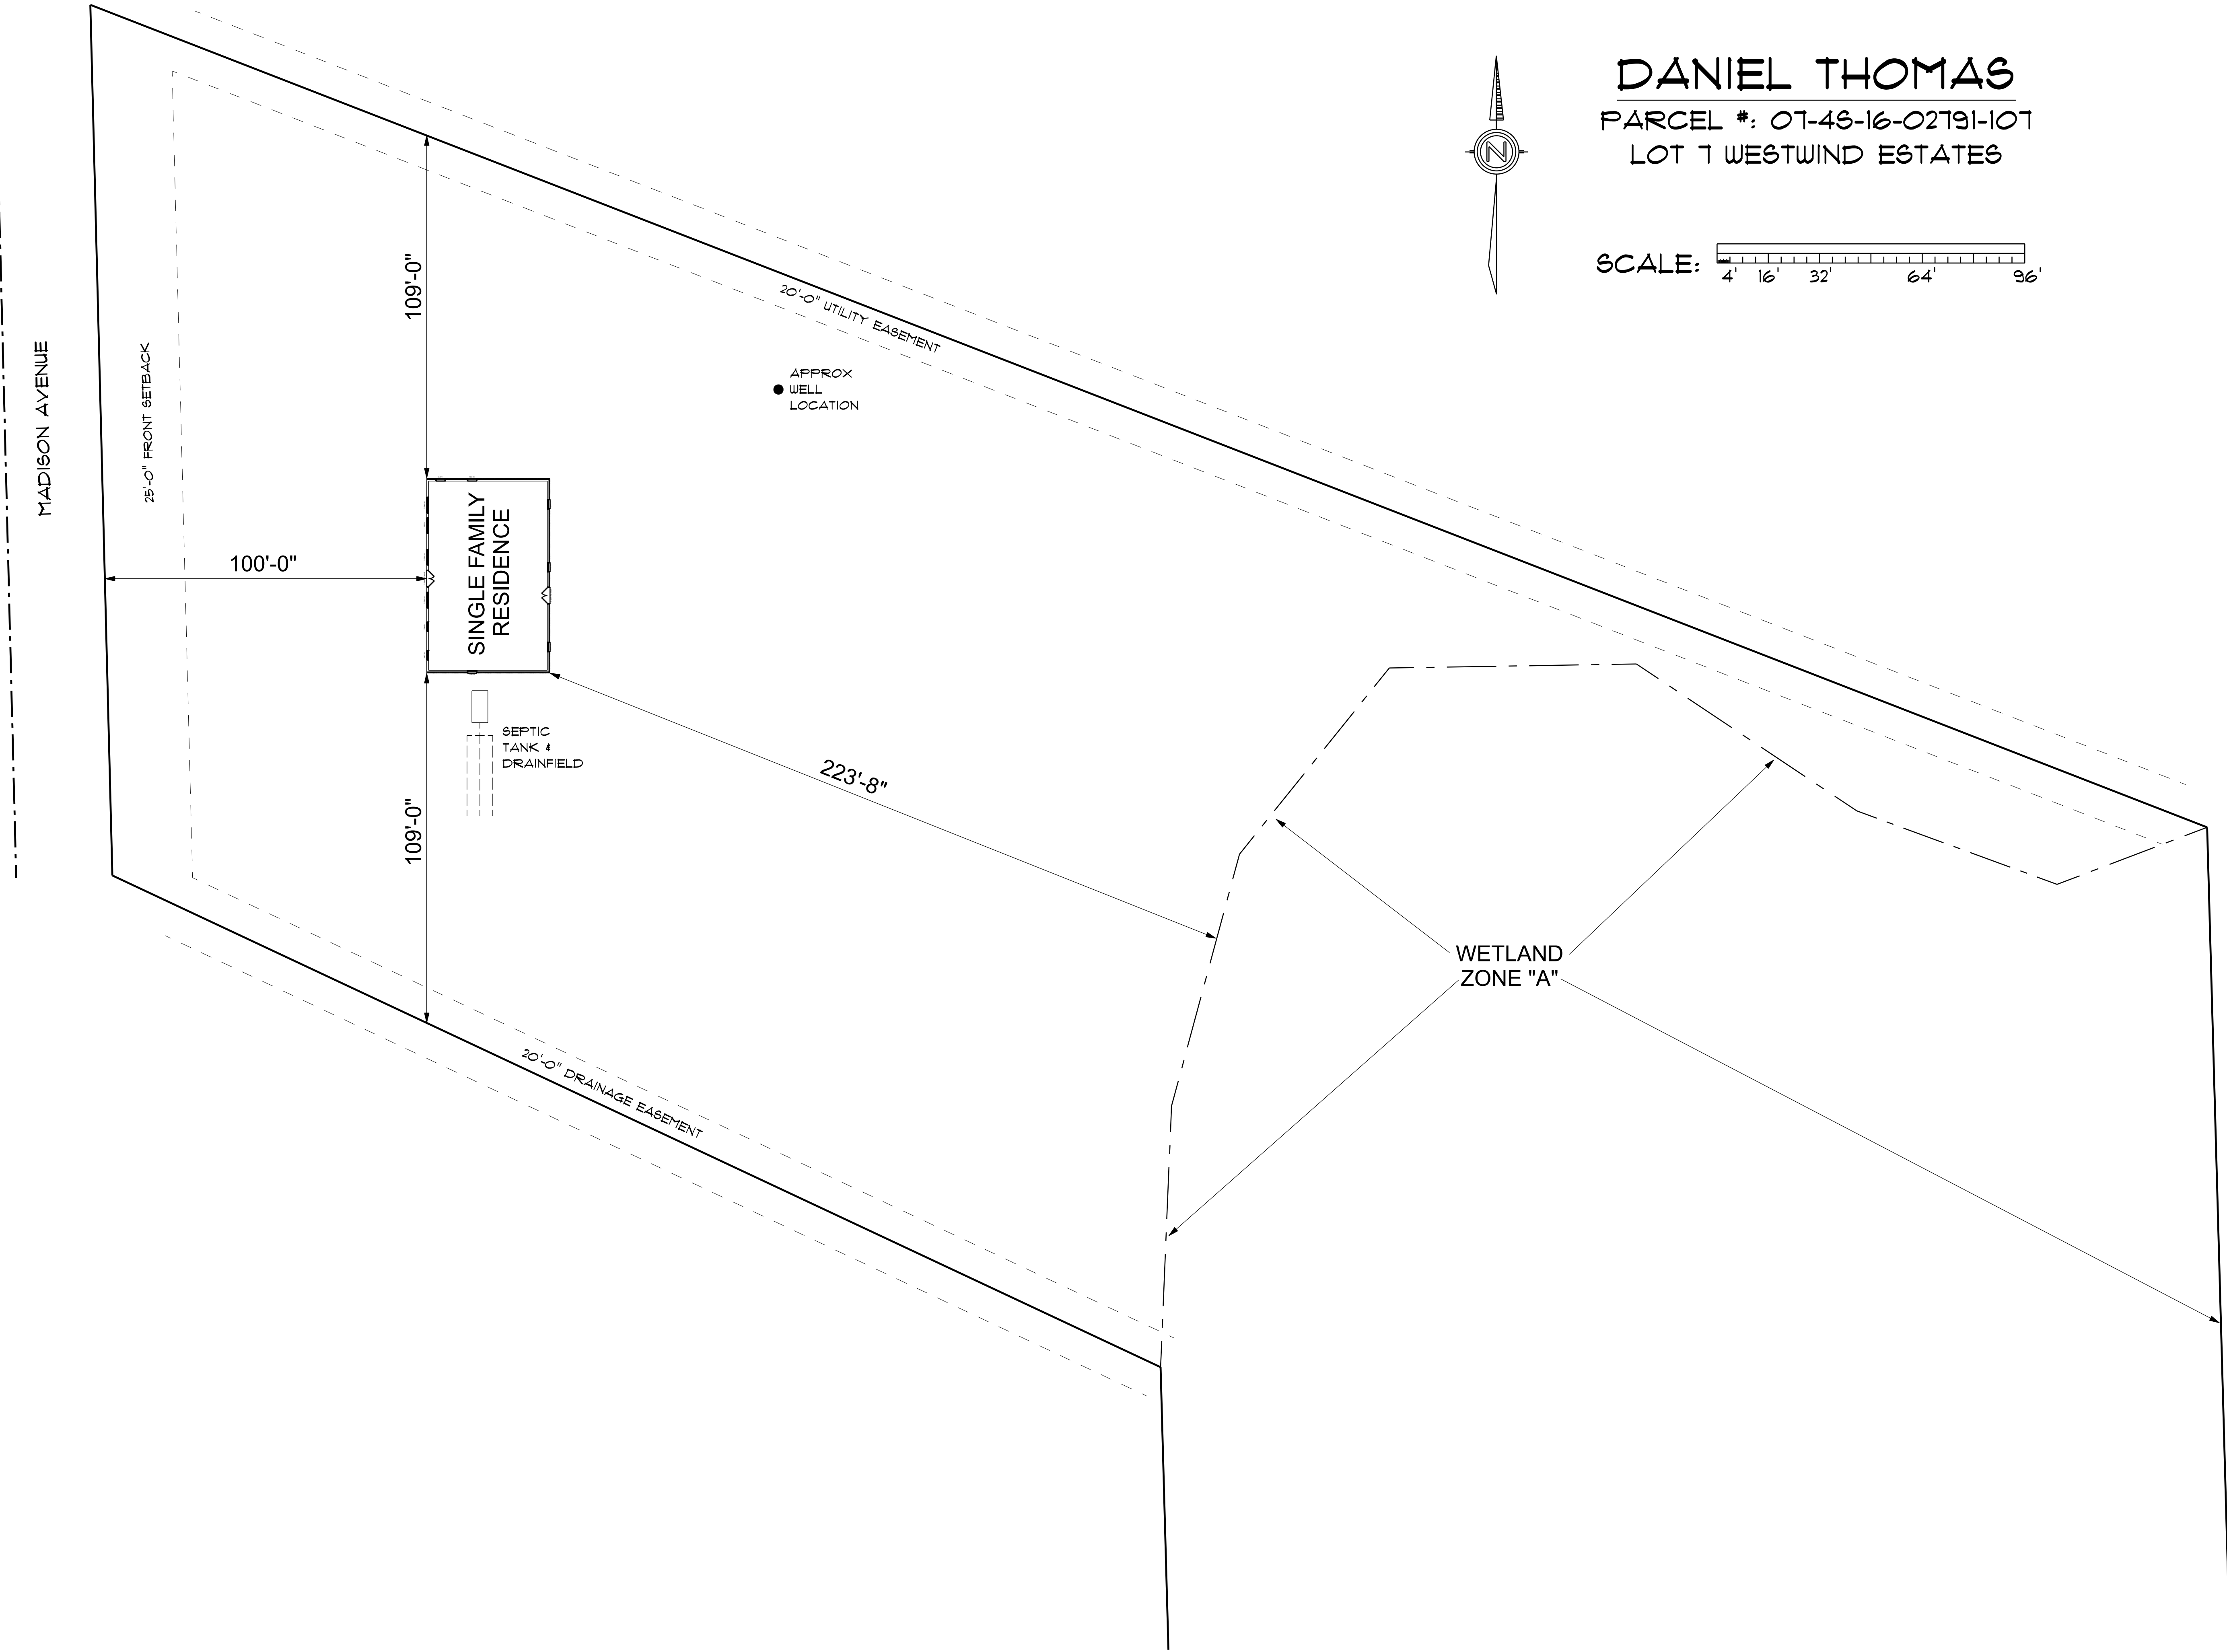 DANIEL THOMAS
PARCEL #: 07-4S-16-02791-107
LOT 7 WESTWIND ESTATES
N
SCALE:
4' 16' 32' 64' 96'
MADISON AVENUE
25'-0" FRONT SETBACK
109'-0"
20'-0" UTILITY EASEMENT
APPROX
WELL
LOCATION
100'-0"
SINGLE FAMILY
RESIDENCE
SEPTIC
TANK &
DRAINFIELD
109'-0"
223'-8"
WETLAND
ZONE "A"
20'-0" DRAINAGE EASEMENT